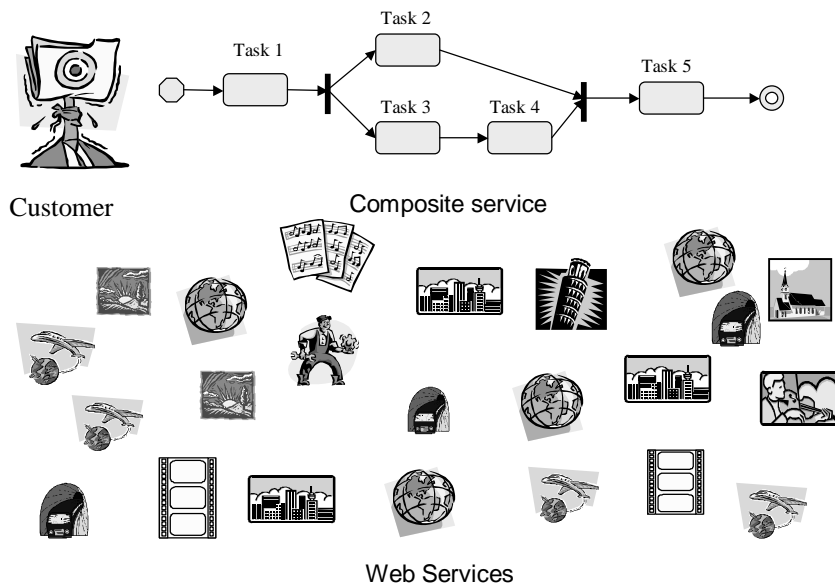 Task 2
Task 1
Task 5
Task 3
Task 4
Customer
Composite service
Web Services